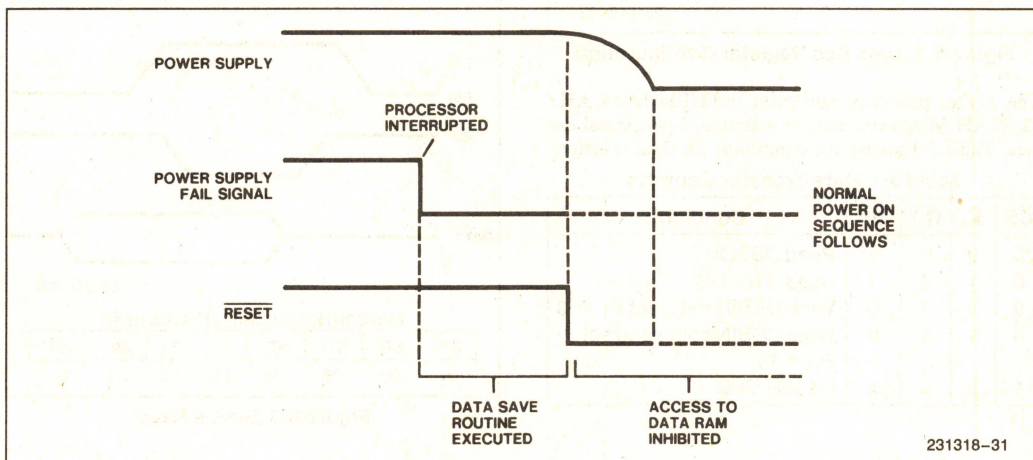 POWER SUPPLY
PROCESSOR
INTERRUPTED
POWER SUPPLY
FAIL SIGNAL
NORMAL
POWER ON
SEQUENCE
FOLLOWS
RESET
DATA SAVE
ROUTINE
EXECUTED
ACCESS TO
DATA RAM
INHIBITED
231318–31